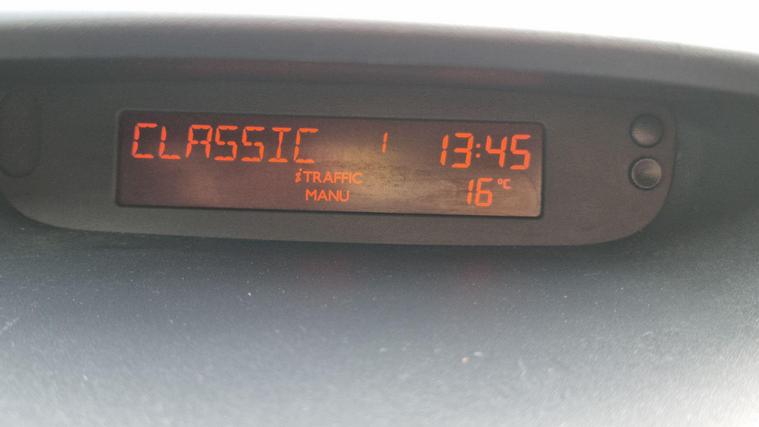 CLASSIC 1 13:45
i TRAFFIC 16°C
MANU